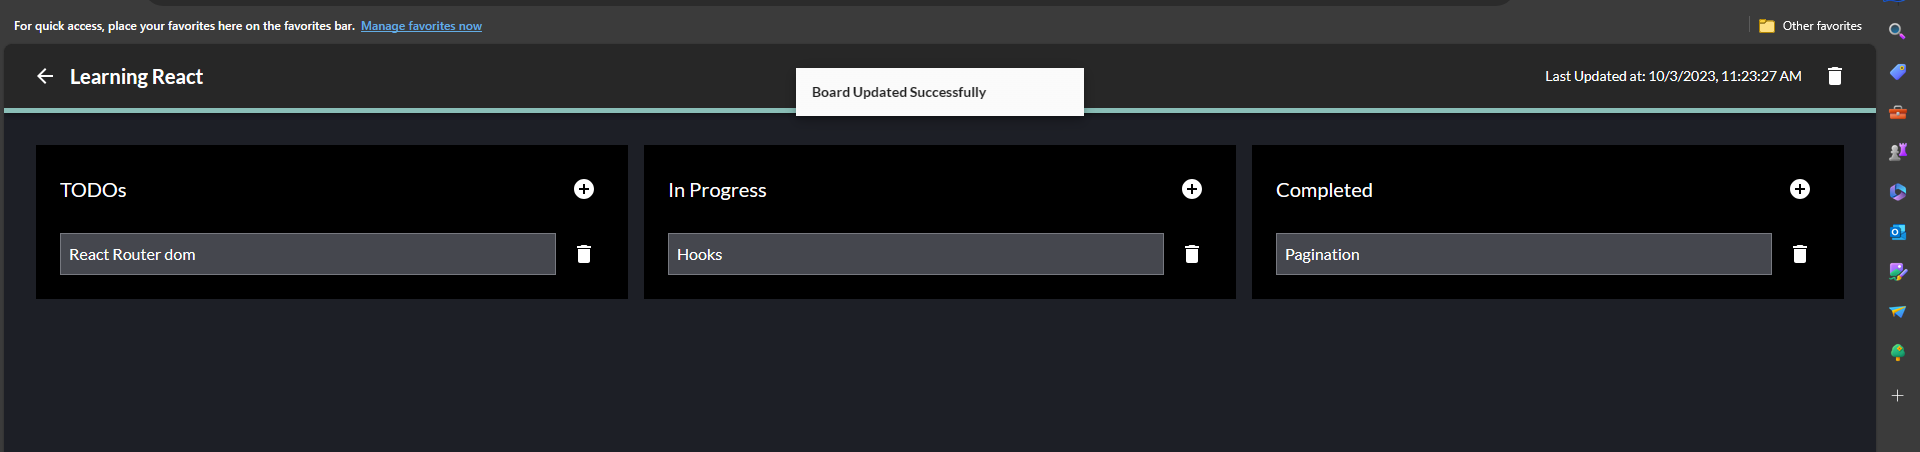 For quick access, place your favorites here on the favorites bar. Manage favorites now
Other favorites
Learning React
Board Updated Successfully
Last Updated at: 10/3/2023, 11:23:27 AM
TODOs
In Progress
Completed
React Router dom
Hooks
Pagination